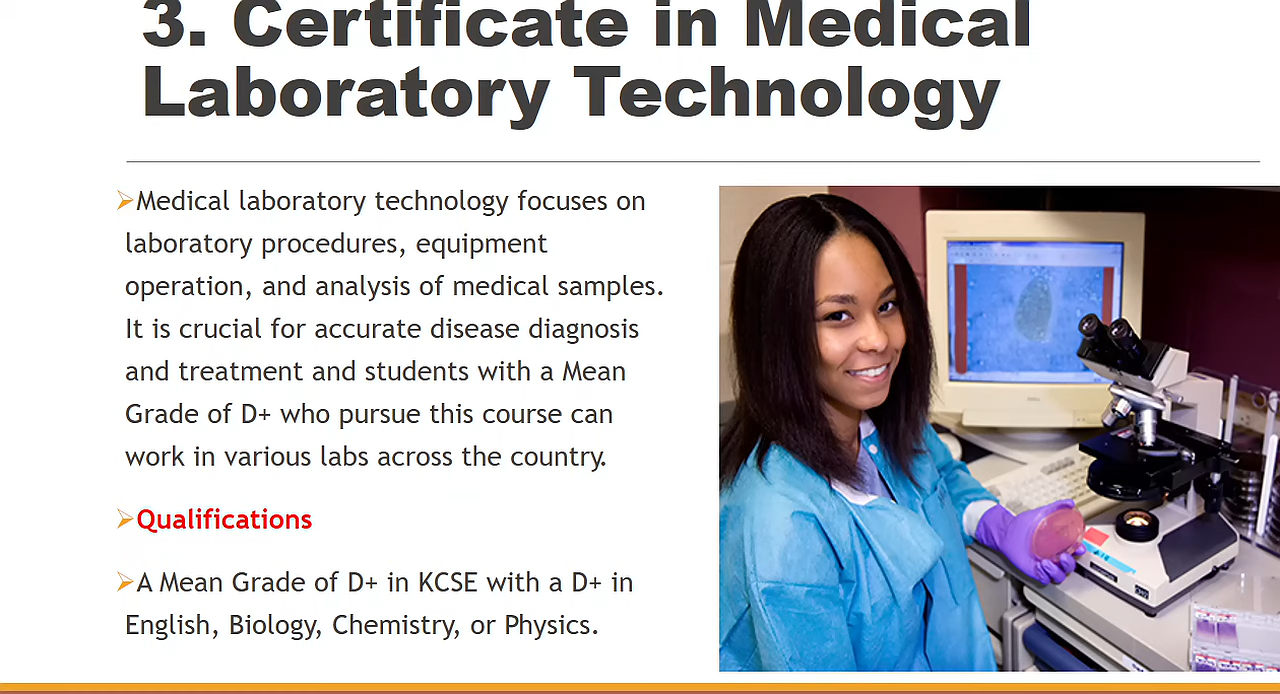 3. Certificate in Medical
Laboratory Technology
➢Medical laboratory technology focuses on
laboratory procedures, equipment
operation, and analysis of medical samples.
It is crucial for accurate disease diagnosis
and treatment and students with a Mean
Grade of D+ who pursue this course can
work in various labs across the country.
➢Qualifications
➢A Mean Grade of D+ in KCSE with a D+ in
English, Biology, Chemistry, or Physics.